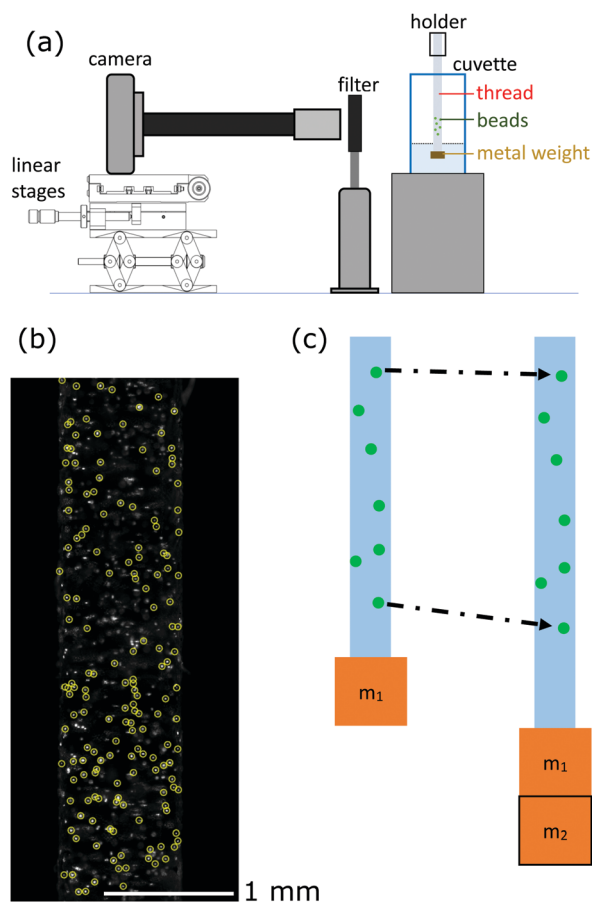 (a)
holder
camera
cuvette
filter
thread
beads
metal weight
linear
stages
(b)
(c)
m₁
m₁
m₂
1 mm